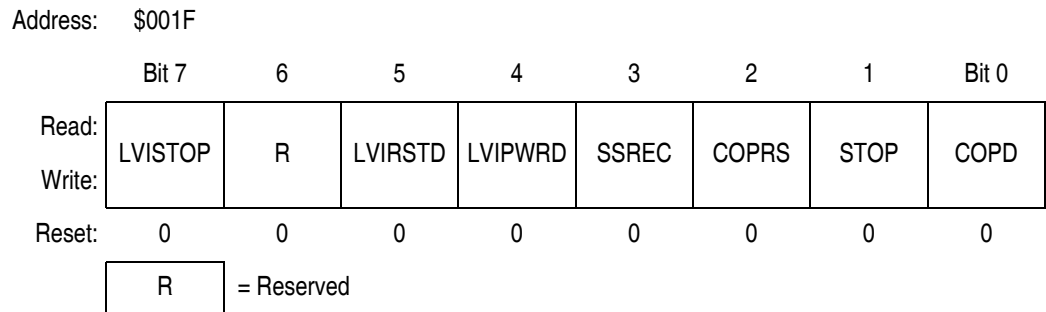 Address: $001F
Bit 7 6 5 4 3 2 1 Bit 0
Read:
LVISTOP R LVIRSTD LVIPWRD SSREC COPRS STOP COPD
Write:
Reset: 0 0 0 0 0 0 0 0
R = Reserved